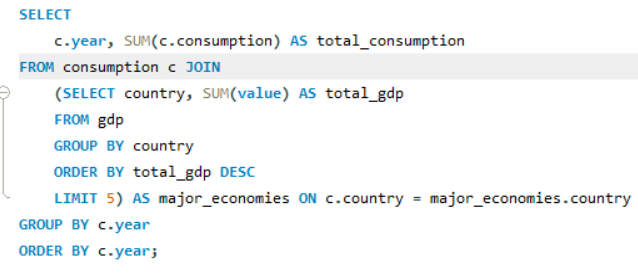 SELECT
c.year, SUM(c.consumption) AS total_consumption
FROM consumption c JOIN
(SELECT country, SUM(value) AS total_gdp
FROM gdp
GROUP BY country
ORDER BY total_gdp DESC
LIMIT 5) AS major_economies ON c.country = major_economies.country
GROUP BY c.year
ORDER BY c.year;